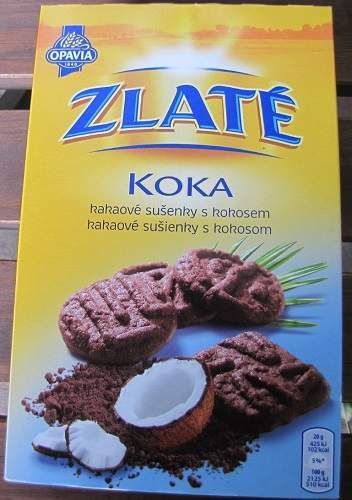 OPAVIA
1840
ZLATÉ
KOKA
kakaové sušenky s kokosem
kakaové sušienky s kokosom
20 g
425 kJ
102 kcal
5%*
100 g
2125 kJ
510 kcal